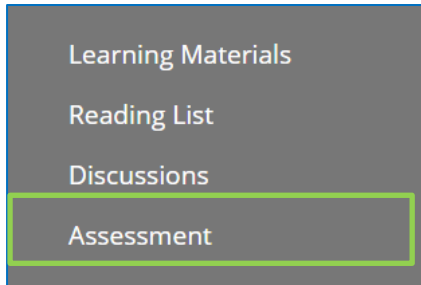 Learning Materials
Reading List
Discussions
Assessment